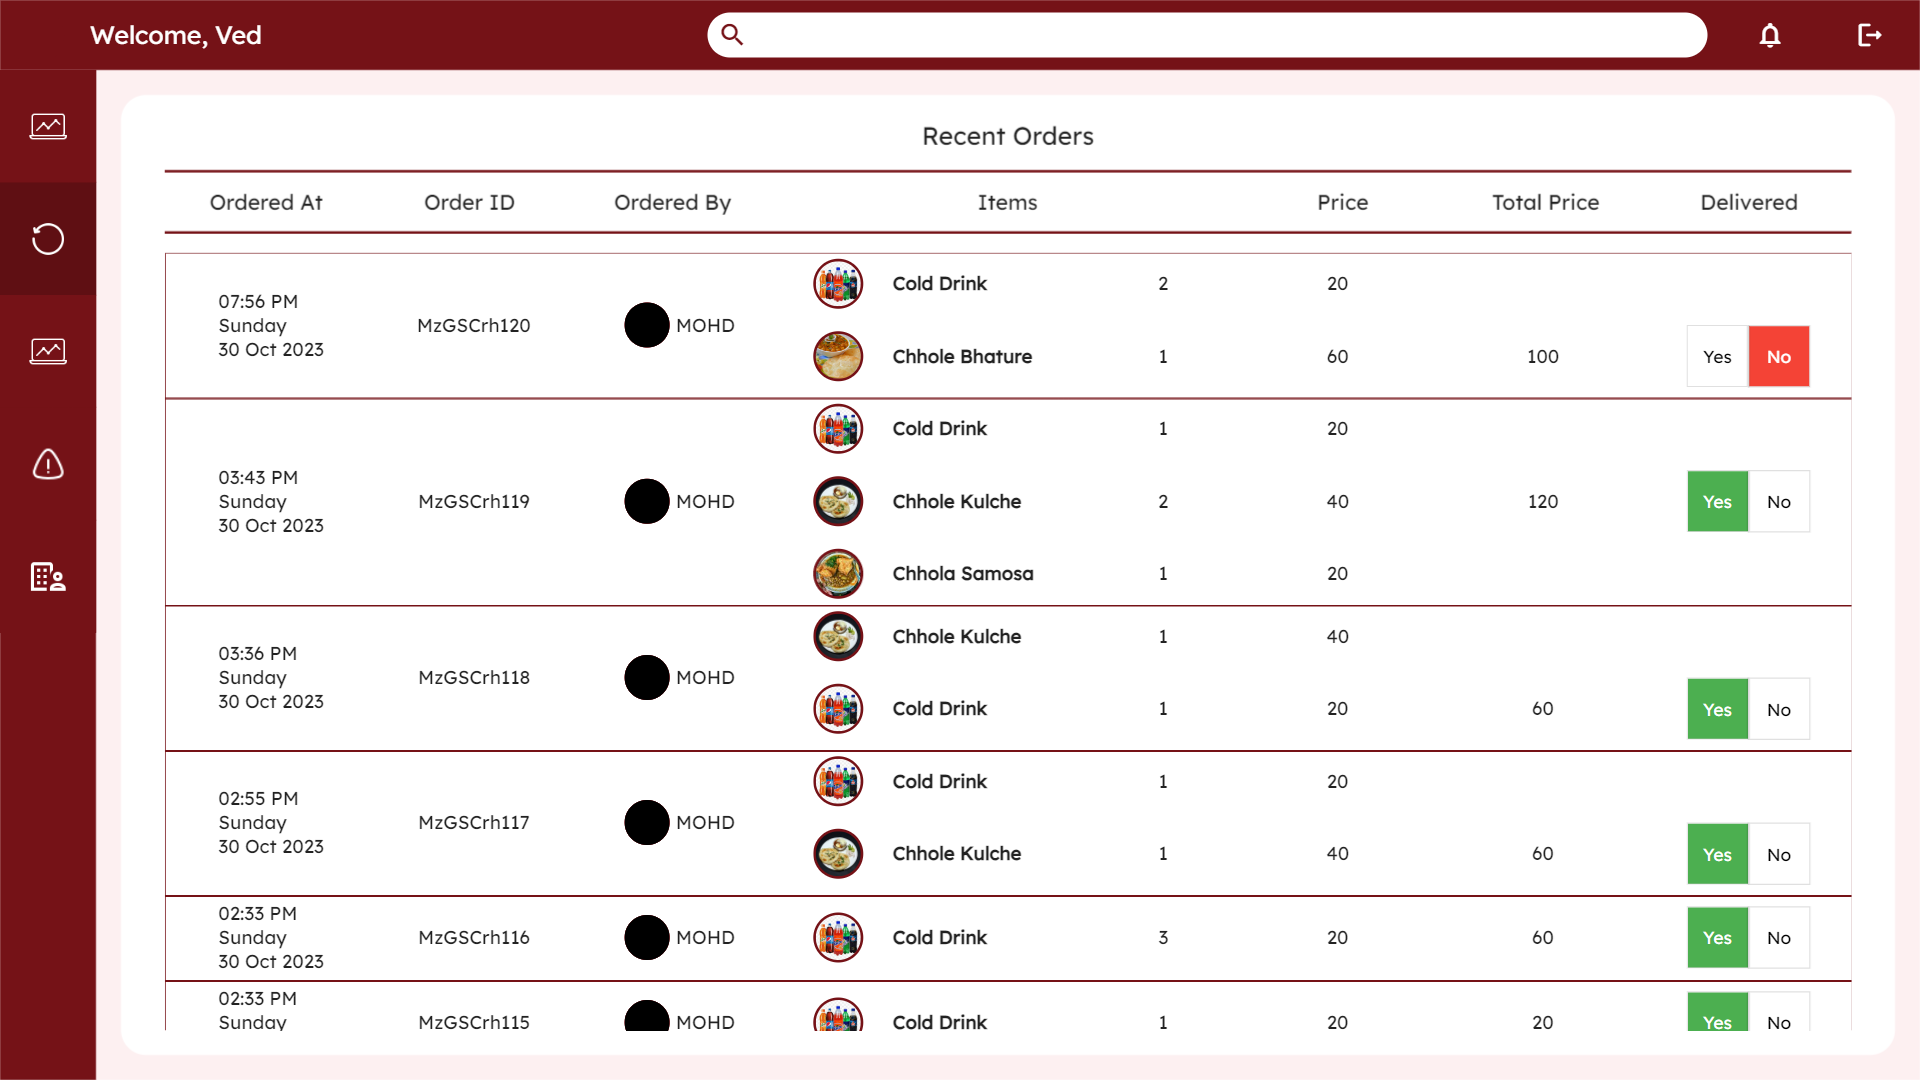 Welcome, Ved
Recent Orders
Ordered At Order ID Ordered By Items Price Total Price Delivered
Cold Drink 2 20
07:56 PM
Sunday MzGSCrh120 MOHD
30 Oct 2023
Chhole Bhature 1 60 100 Yes No
Cold Drink 1 20
03:43 PM
Sunday MzGSCrh119 MOHD Chhole Kulche 2 40 120 Yes No
30 Oct 2023
Chhola Samosa 1 20
Chhole Kulche 1 40
03:36 PM
Sunday MzGSCrh118 MOHD
30 Oct 2023
Cold Drink 1 20 60 Yes No
Cold Drink 1 20
02:55 PM
Sunday MzGSCrh117 MOHD
30 Oct 2023
Chhole Kulche 1 40 60 Yes No
02:33 PM
Sunday MzGSCrh116 MOHD Cold Drink 3 20 60 Yes No
30 Oct 2023
02:33 PM
Sunday MzGSCrh115 MOHD Cold Drink 1 20 20 Yes No